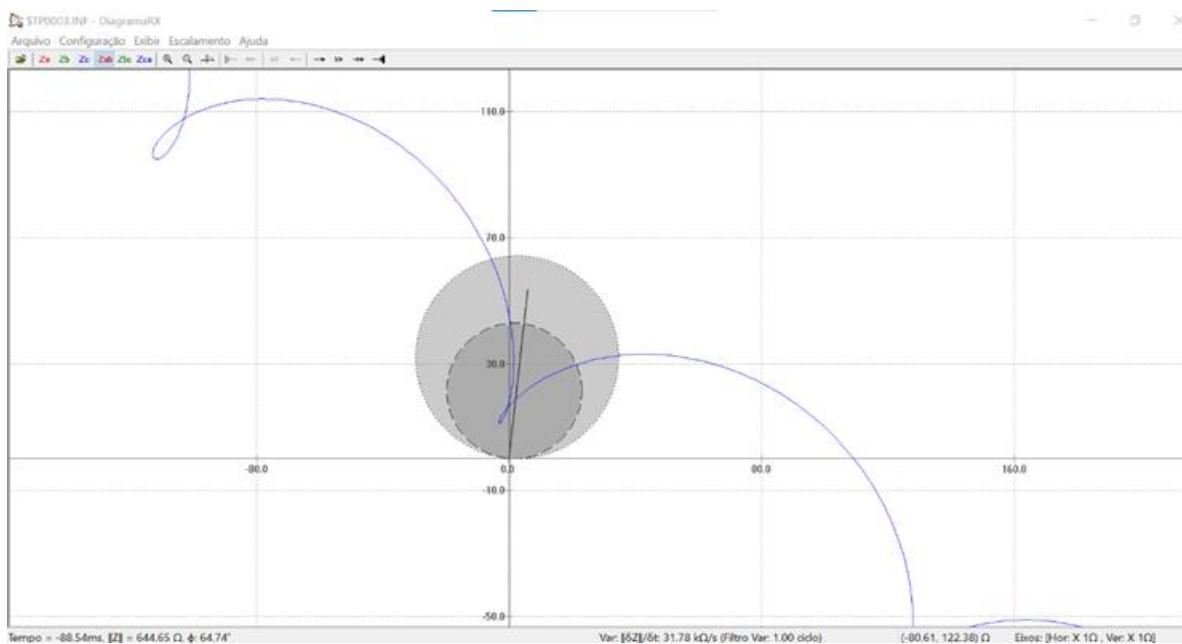 $TP0003.INF - DiagramaRX
Arquivo Configuração Exibir Escalamento Ajuda
Za Zb Zc Zab Zbc Zca
110.0
70.0
30.0
-80.0 0.0 80.0 160.0
-10.0
-50.0
Tempo = -88.54ms, ‖Z‖ = 644.65 Ω, ϕ: 64.74° Var: ‖δZ‖/δt: 31.78 kΩ/s (Filtro Var: 1.00 ciclo) (-80.61, 122.38) Ω Eixos: [Hor: X 1Ω , Ver: X 1Ω]